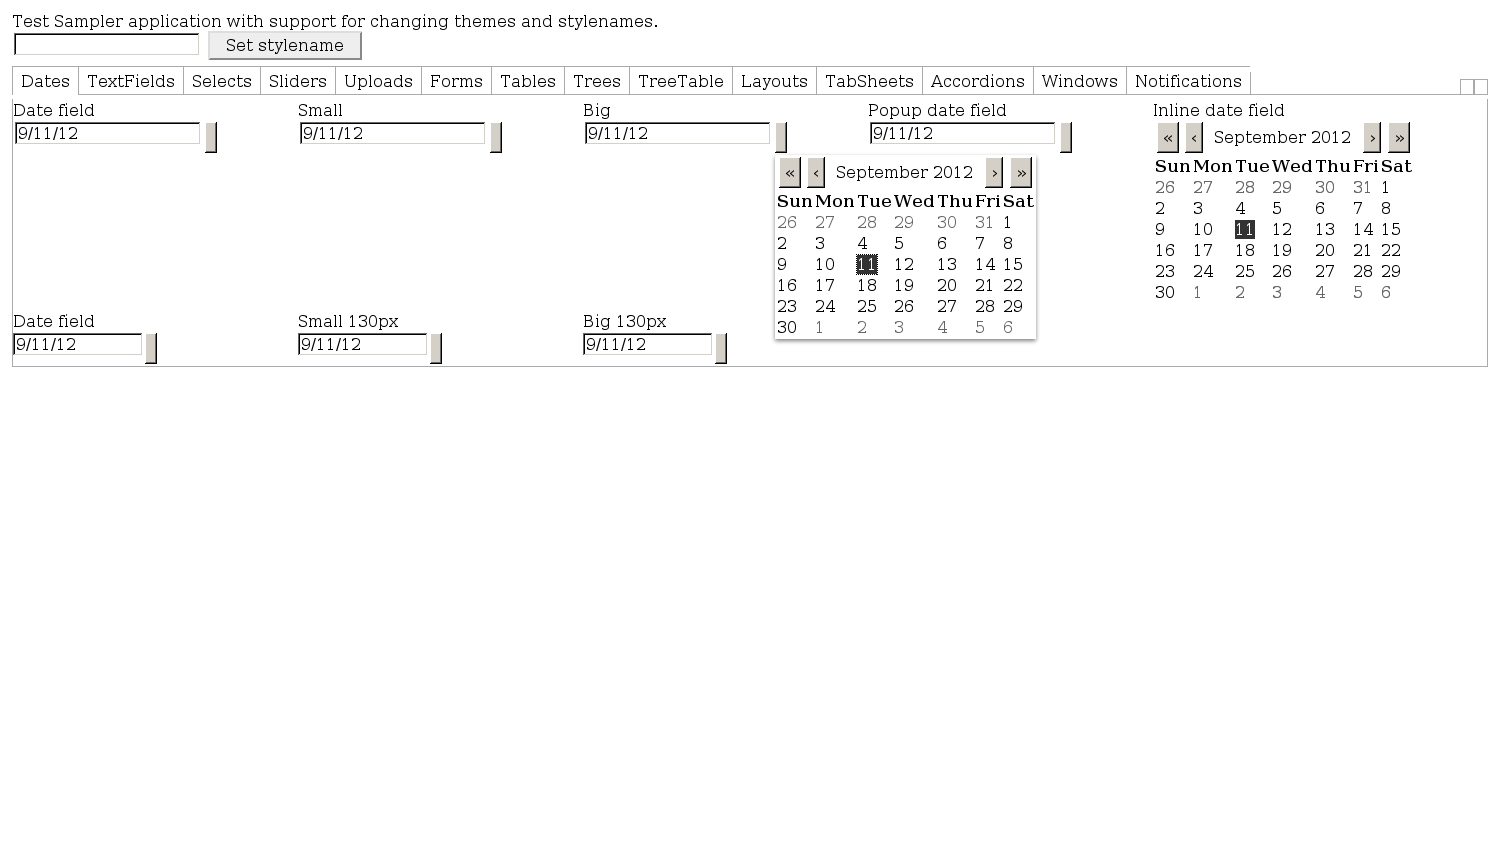 Test Sampler application with support for changing themes and stylenames.
Set stylename
Dates TextFields Selects Sliders Uploads Forms Tables Trees TreeTable Layouts TabSheets Accordions Windows Notifications
Date field Small Big Popup date field Inline date field
9/11/12 9/11/12 9/11/12 9/11/12
« ‹ September 2012 › »
Sun Mon Tue Wed Thu Fri Sat
26 27 28 29 30 31 1
2 3 4 5 6 7 8
9 10 11 12 13 14 15
16 17 18 19 20 21 22
23 24 25 26 27 28 29
30 1 2 3 4 5 6
« ‹ September 2012 › »
Sun Mon Tue Wed Thu Fri Sat
26 27 28 29 30 31 1
2 3 4 5 6 7 8
9 10 11 12 13 14 15
16 17 18 19 20 21 22
23 24 25 26 27 28 29
30 1 2 3 4 5 6
Date field Small 130px Big 130px
9/11/12 9/11/12 9/11/12